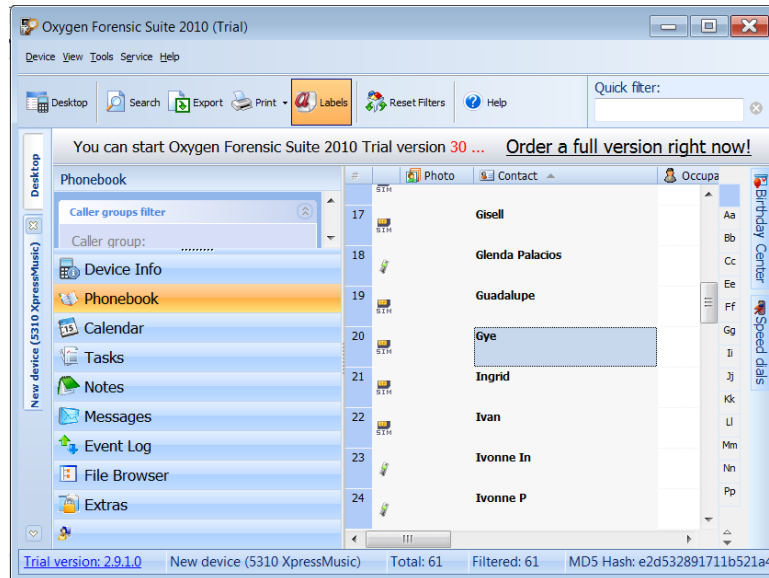 Oxygen Forensic Suite 2010 (Trial)
Device View Tools Service Help
Desktop Search Export Print Labels Reset Filters Help
Quick filter:
You can start Oxygen Forensic Suite 2010 Trial version 30 ... Order a full version right now!
Desktop
New device (5310 XpressMusic)
Phonebook
Caller groups filter
Caller group:
Device Info
Phonebook
Calendar
Tasks
Notes
Messages
Event Log
File Browser
Extras
# Photo Contact Occupa
SIM
17 SIM Gisell
18 Glenda Palacios
19 SIM Guadalupe
20 SIM Gye
21 SIM Ingrid
22 SIM Ivan
23 Ivonne In
24 Ivonne P
Aa
Bb
Cc
Ee
Ff
Gg
Ii
Jj
Kk
Ll
Mm
Nn
Pp
Birthday Center
Speed dials
Trial version: 2.9.1.0 New device (5310 XpressMusic) Total: 61 Filtered: 61 MD5 Hash: e2d532891711b521a4